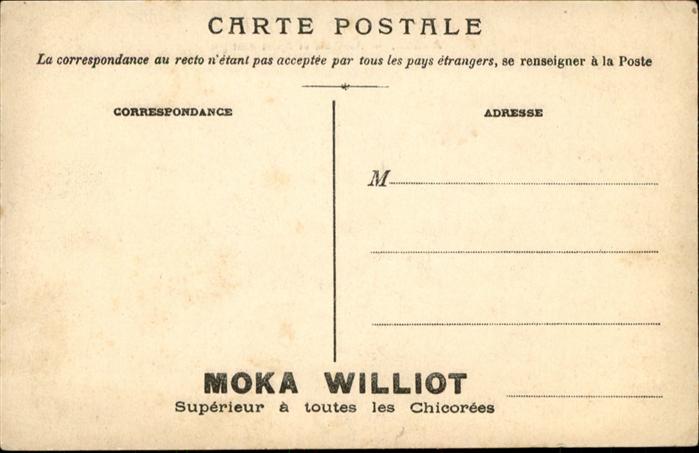 CARTE POSTALE
La correspondance au recto n'étant pas acceptée par tous les pays étrangers, se renseigner à la Poste
CORRESPONDANCE
ADRESSE
M
MOKA WILLIOT
Supérieur à toutes les Chicorées